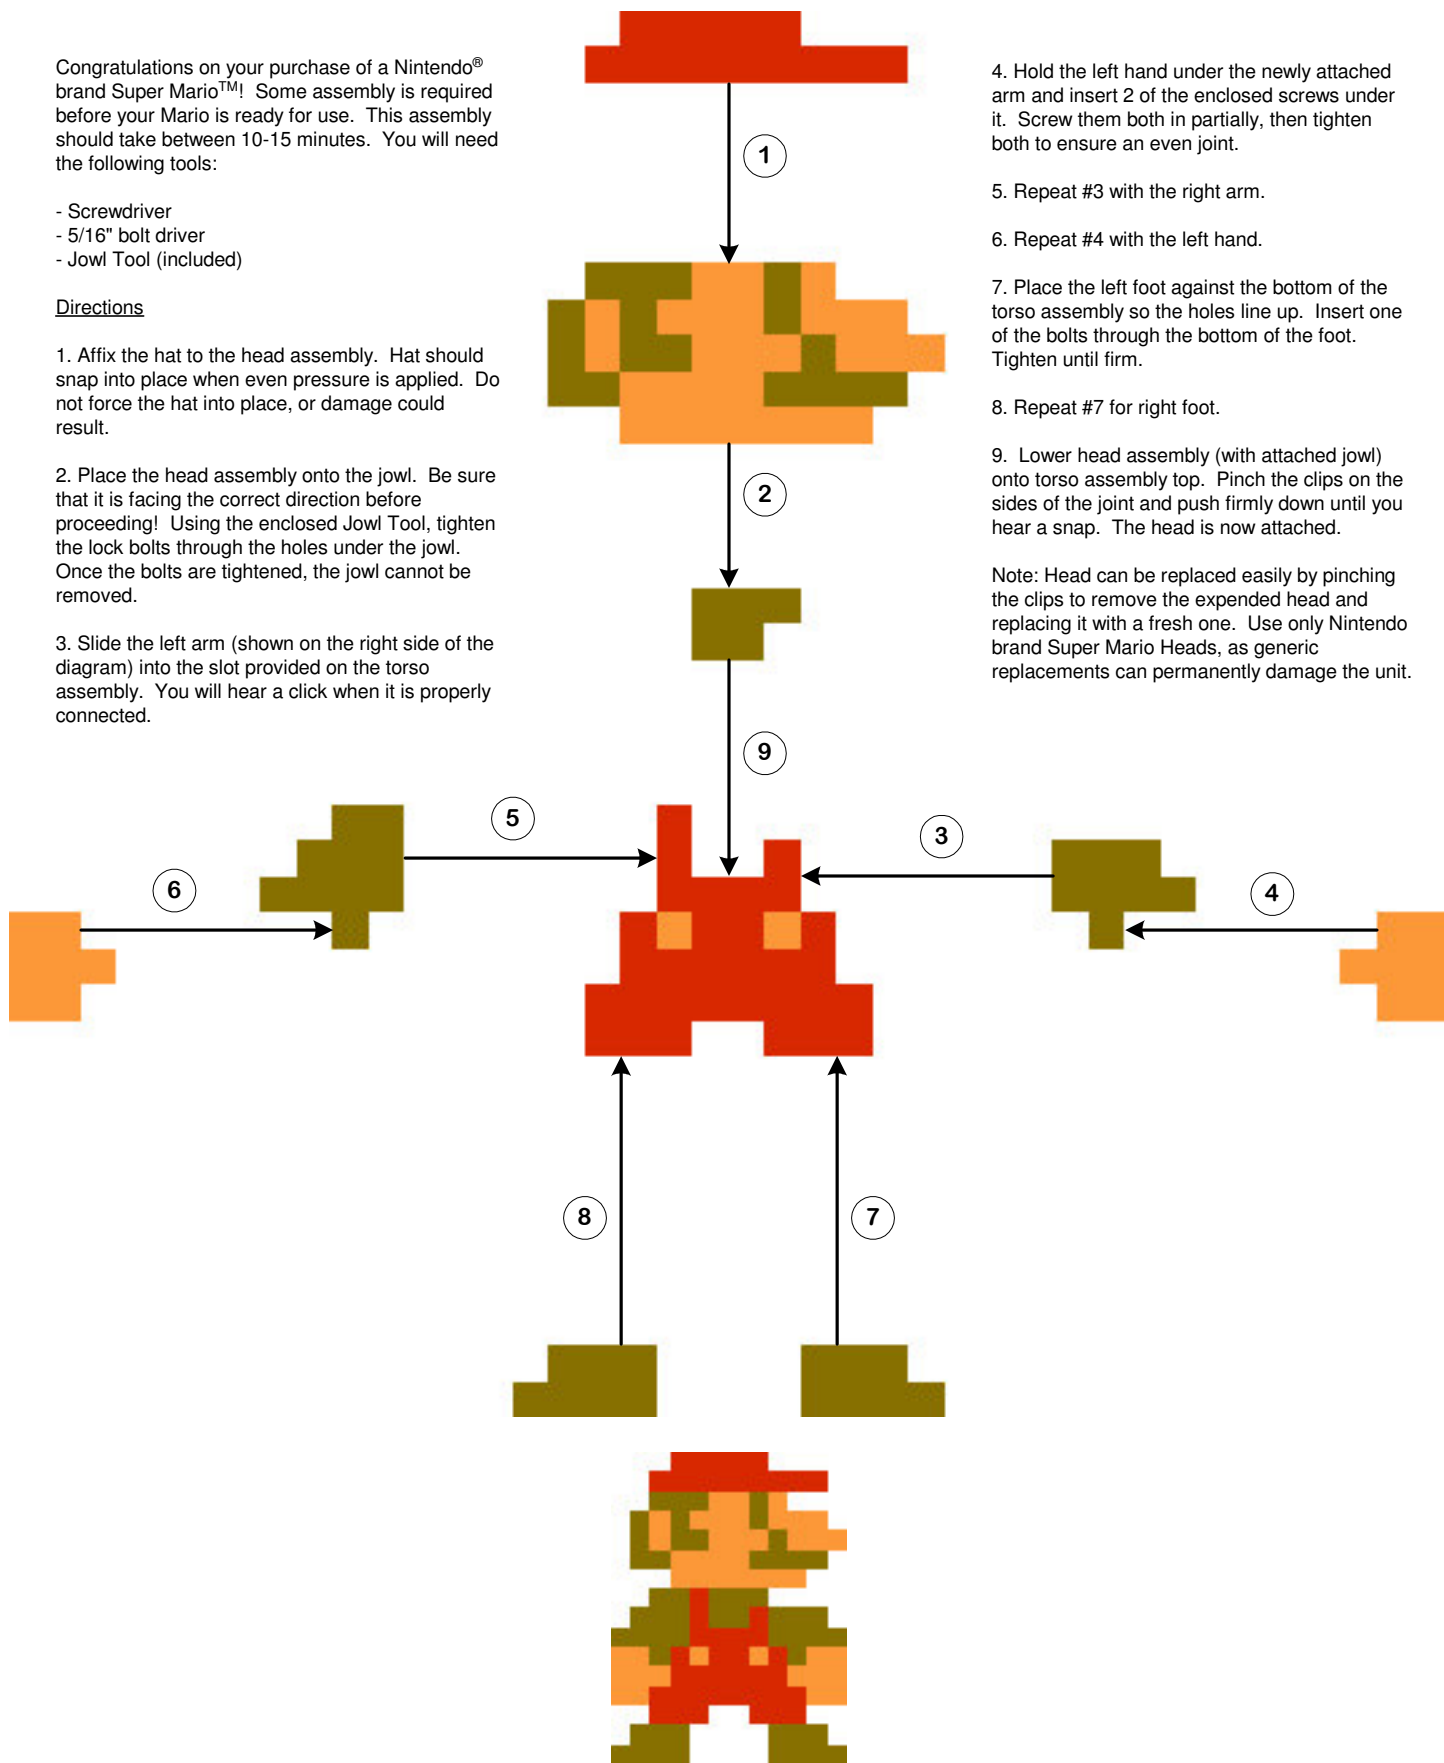 Congratulations on your purchase of a Nintendo®
brand Super Mario™!  Some assembly is required
before your Mario is ready for use.  This assembly
should take between 10-15 minutes.  You will need
the following tools:
- Screwdriver
- 5/16" bolt driver
- Jowl Tool (included)
Directions
1. Affix the hat to the head assembly.  Hat should
snap into place when even pressure is applied.  Do
not force the hat into place, or damage could
result.
2. Place the head assembly onto the jowl.  Be sure
that it is facing the correct direction before
proceeding!  Using the enclosed Jowl Tool, tighten
the lock bolts through the holes under the jowl.
Once the bolts are tightened, the jowl cannot be
removed.
3. Slide the left arm (shown on the right side of the
diagram) into the slot provided on the torso
assembly.  You will hear a click when it is properly
connected.
4. Hold the left hand under the newly attached
arm and insert 2 of the enclosed screws under
it.  Screw them both in partially, then tighten
both to ensure an even joint.
5. Repeat #3 with the right arm.
6. Repeat #4 with the left hand.
7. Place the left foot against the bottom of the
torso assembly so the holes line up.  Insert one
of the bolts through the bottom of the foot.
Tighten until firm.
8. Repeat #7 for right foot.
9.  Lower head assembly (with attached jowl)
onto torso assembly top.  Pinch the clips on the
sides of the joint and push firmly down until you
hear a snap.  The head is now attached.
Note: Head can be replaced easily by pinching
the clips to remove the expended head and
replacing it with a fresh one.  Use only Nintendo
brand Super Mario Heads, as generic
replacements can permanently damage the unit.
1
2
9
5
3
6
4
8
7